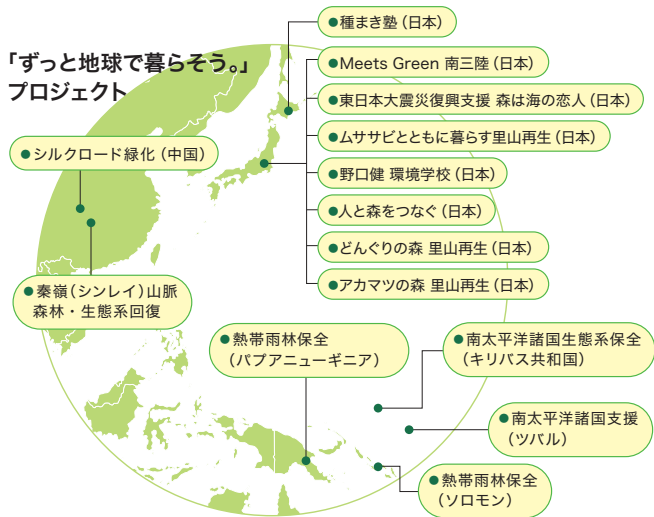 「ずっと地球で暮らそう。」
プロジェクト
●種まき塾（日本）
●Meets Green 南三陸（日本）
●東日本大震災復興支援 森は海の恋人（日本）
●ムササビとともに暮らす里山再生（日本）
●野口健 環境学校（日本）
●人と森をつなぐ（日本）
●どんぐりの森 里山再生（日本）
●アカマツの森 里山再生（日本）
●シルクロード緑化（中国）
●秦嶺（シンレイ）山脈
森林・生態系回復
●熱帯雨林保全
（パプアニューギニア）
●南太平洋諸国生態系保全
（キリバス共和国）
●南太平洋諸国支援
（ツバル）
●熱帯雨林保全
（ソロモン）